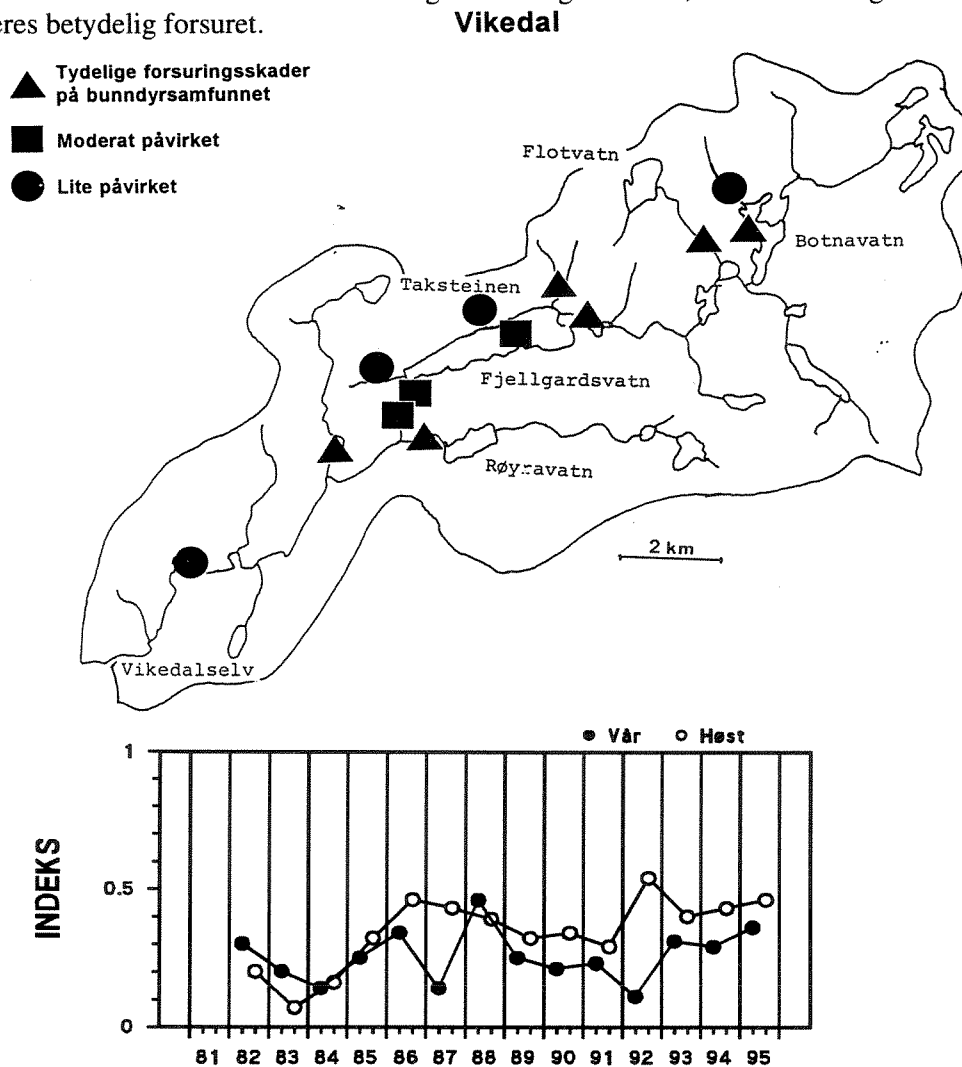 eres betydelig forsuret.
Vikedal
Tydelige forsuringsskader
på bunndyrsamfunnet
Moderat påvirket
Lite påvirket
Flotvatn
Botnavatn
Taksteinen
Fjellgardsvatn
Røyravatn
2 km
Vikedalselv
Vår Høst
1
0.5
0
INDEKS
81 82 83 84 85 86 87 88 89 90 91 92 93 94 95